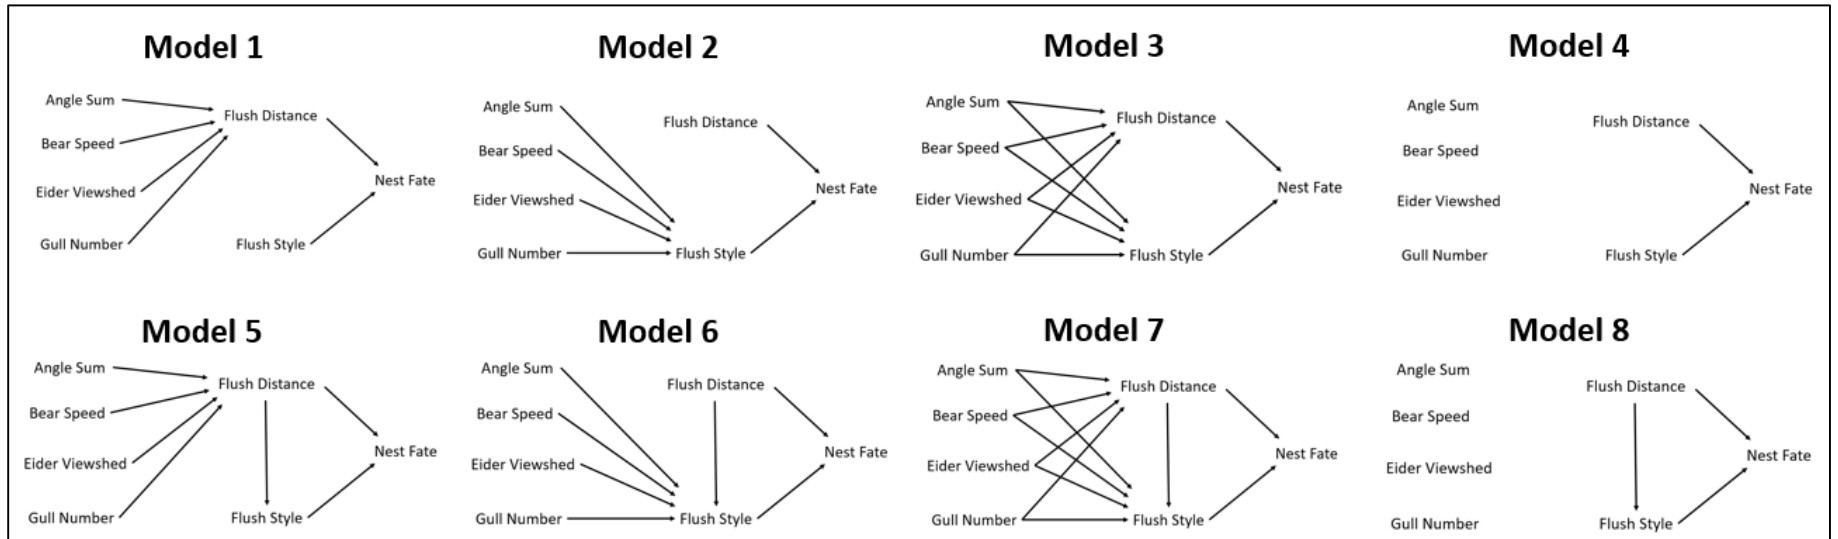 Model 1
Angle Sum
Flush Distance
Bear Speed
Nest Fate
Eider Viewshed
Gull Number
Flush Style
Model 2
Angle Sum
Flush Distance
Bear Speed
Nest Fate
Eider Viewshed
Gull Number
Flush Style
Model 3
Angle Sum
Flush Distance
Bear Speed
Nest Fate
Eider Viewshed
Gull Number
Flush Style
Model 4
Angle Sum
Flush Distance
Bear Speed
Nest Fate
Eider Viewshed
Gull Number
Flush Style
Model 5
Angle Sum
Flush Distance
Bear Speed
Nest Fate
Eider Viewshed
Gull Number
Flush Style
Model 6
Angle Sum
Flush Distance
Bear Speed
Nest Fate
Eider Viewshed
Gull Number
Flush Style
Model 7
Angle Sum
Flush Distance
Bear Speed
Nest Fate
Eider Viewshed
Gull Number
Flush Style
Model 8
Angle Sum
Flush Distance
Bear Speed
Nest Fate
Eider Viewshed
Gull Number
Flush Style